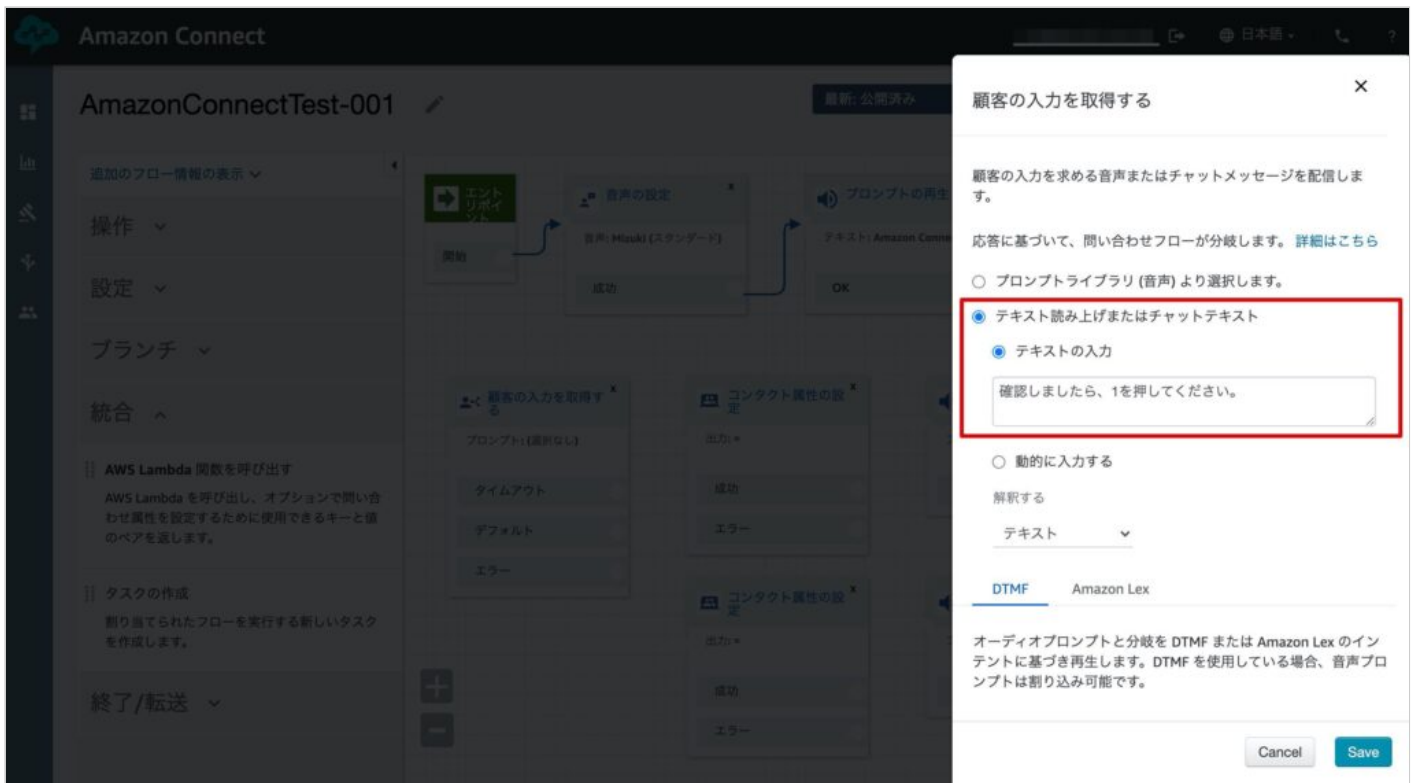 Amazon Connect
日本語
?
AmazonConnectTest-001
最新: 公開済み
追加のフロー情報の表示
操作
設定
ブランチ
統合
AWS Lambda 関数を呼び出す
AWS Lambda を呼び出し、オプションで問い合
わせ属性を設定するために使用できるキーと値
のペアを返します。
タスクの作成
割り当てられたフローを実行する新しいタスク
を作成します。
終了/転送
エント
リポイ
ント
開始
音声の設定
x
音声: Mizuki (スタンダード)
成功
プロンプトの再生
テキスト: Amazon Conne
OK
顧客の入力を取得す
る
x
プロンプト: (選択なし)
タイムアウト
デフォルト
エラー
コンタクト属性の設
定
x
出力: =
成功
エラー
コンタクト属性の設
定
x
出力: =
成功
エラー
顧客の入力を取得する
顧客の入力を求める音声またはチャットメッセージを配信しま
す。
応答に基づいて、問い合わせフローが分岐します。 詳細はこちら
プロンプトライブラリ (音声) より選択します。
テキスト読み上げまたはチャットテキスト
テキストの入力
確認しましたら、1を押してください。
動的に入力する
解釈する
テキスト
DTMF Amazon Lex
オーディオプロンプトと分岐を DTMF または Amazon Lex のイン
テントに基づき再生します。DTMF を使用している場合、音声プロ
ンプトは割り込み可能です。
Cancel Save